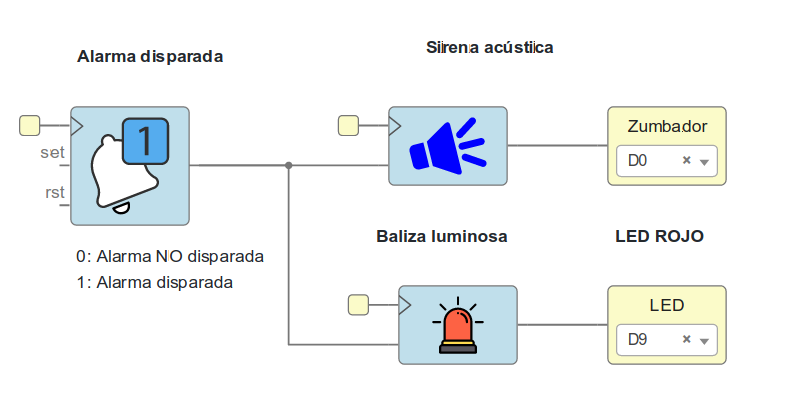 Alarma disparada
Sirena acústica
1
set
rst
Zumbador
D0 ×
0: Alarma NO disparada
1: Alarma disparada
Baliza luminosa
LED ROJO
LED
D9 ×